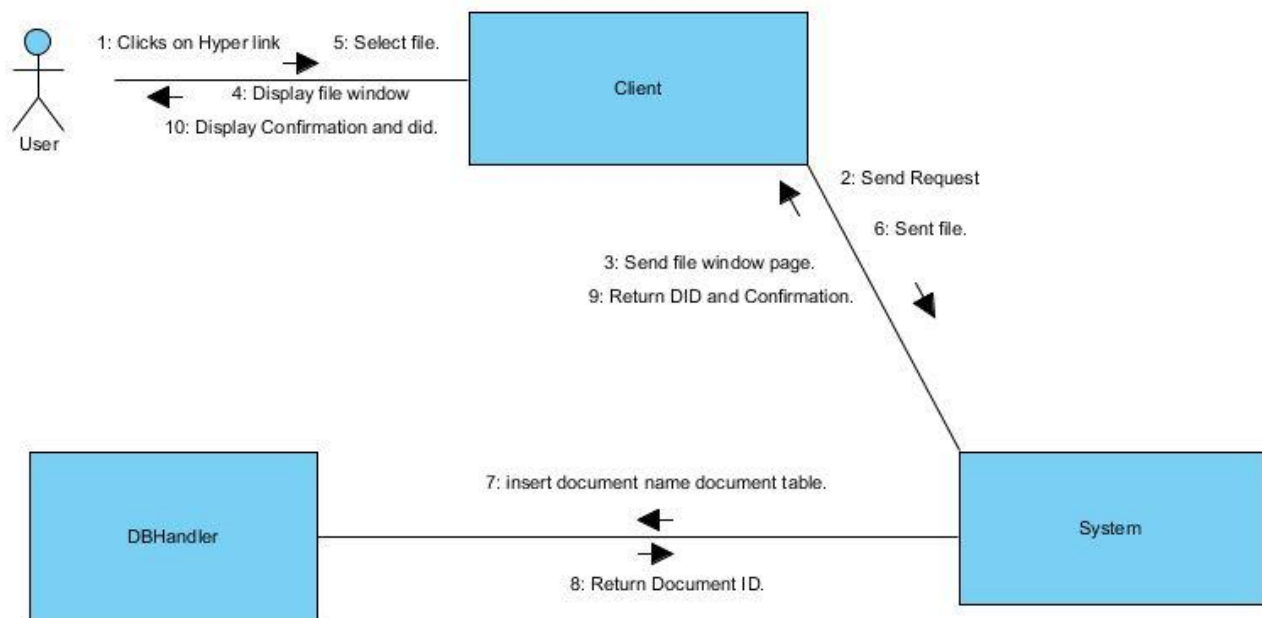 1: Clicks on Hyper link
5: Select file.
4: Display file window
10: Display Confirmation and did.
User
Client
2: Send Request
6: Sent file.
3: Send file window page.
9: Return DID and Confirmation.
7: insert document name document table.
DBHandler
System
8: Return Document ID.